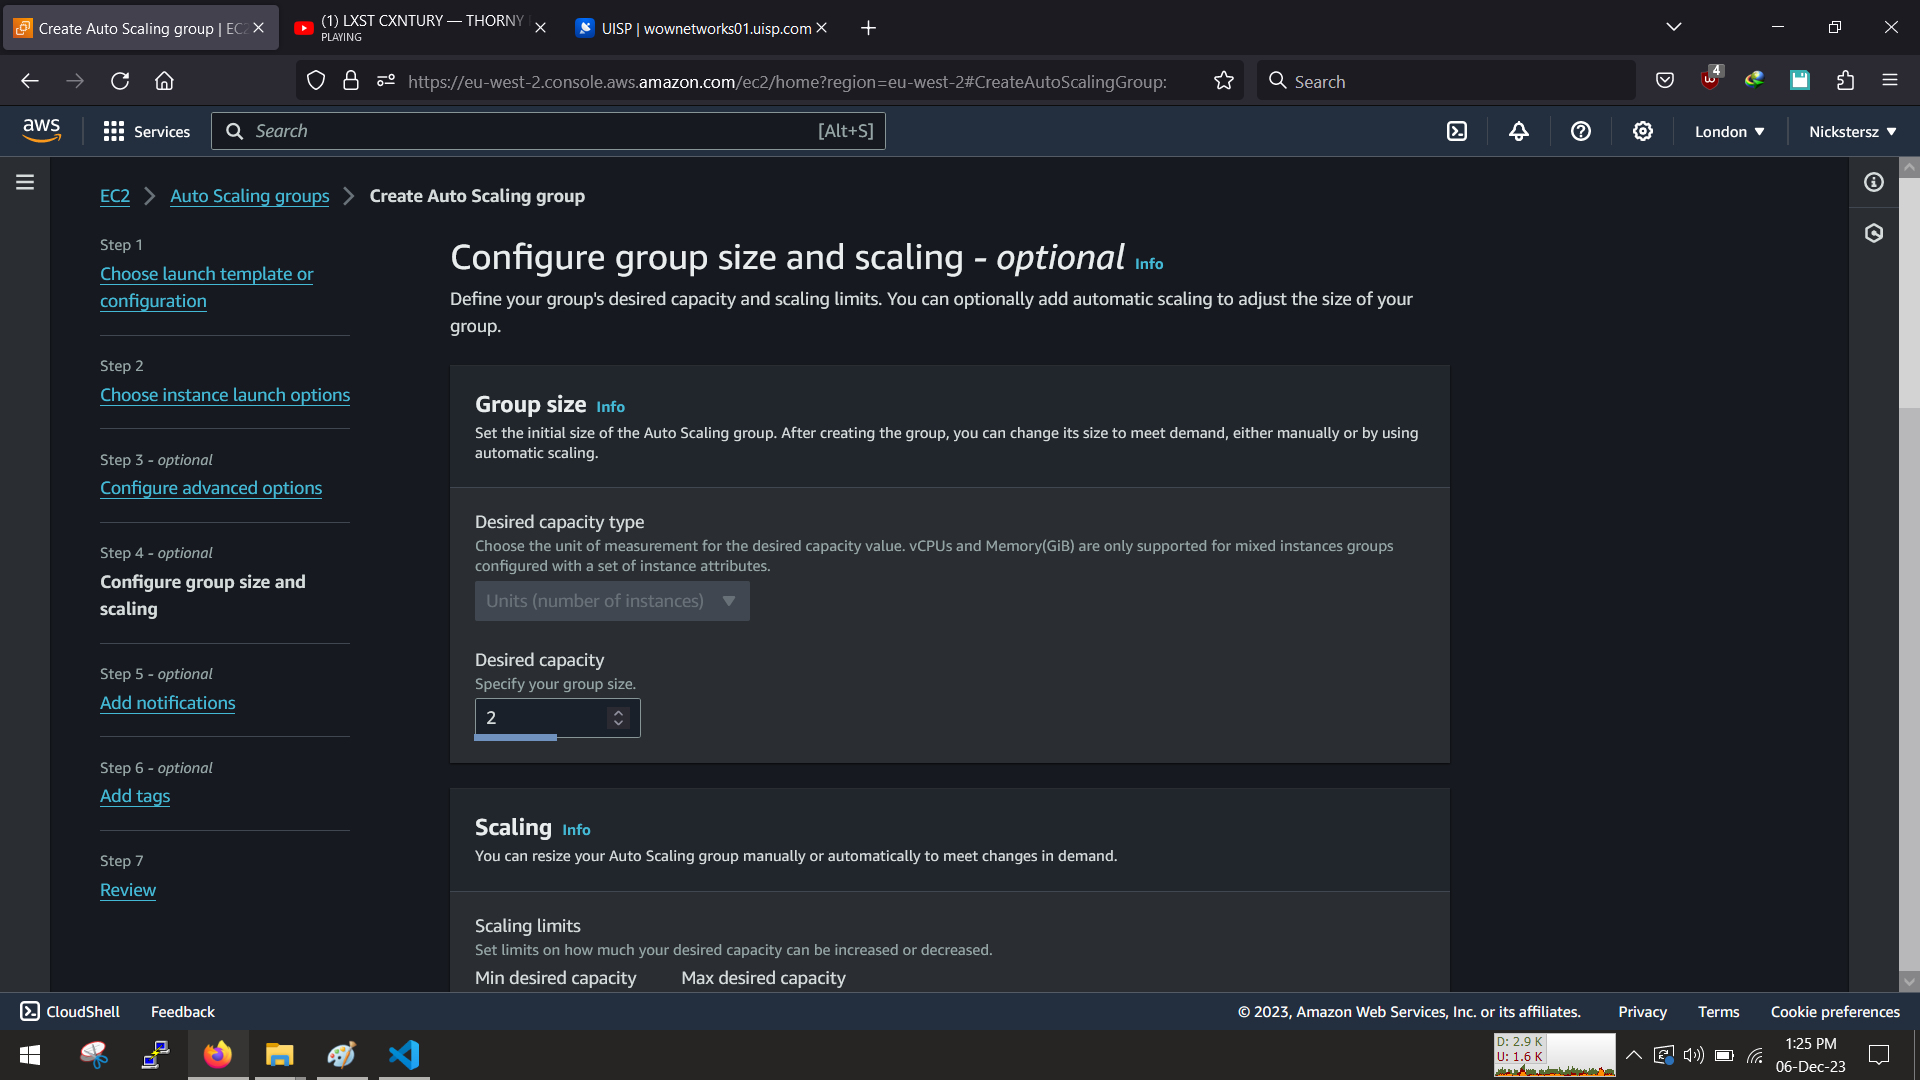 Create Auto Scaling group | EC2
(1) LXST CXNTURY — THORNY
PLAYING
UISP | wownetworks01.uisp.com
https://eu-west-2.console.aws.amazon.com/ec2/home?region=eu-west-2#CreateAutoScalingGroup:
Search
4
aws
Services
Search
[Alt+S]
London
Nickstersz
EC2
Auto Scaling groups
Create Auto Scaling group
Step 1
Choose launch template or
configuration
Step 2
Choose instance launch options
Step 3 - optional
Configure advanced options
Step 4 - optional
Configure group size and
scaling
Step 5 - optional
Add notifications
Step 6 - optional
Add tags
Step 7
Review
Configure group size and scaling - optional Info
Define your group's desired capacity and scaling limits. You can optionally add automatic scaling to adjust the size of your
group.
Group size Info
Set the initial size of the Auto Scaling group. After creating the group, you can change its size to meet demand, either manually or by using
automatic scaling.
Desired capacity type
Choose the unit of measurement for the desired capacity value. vCPUs and Memory(GiB) are only supported for mixed instances groups
configured with a set of instance attributes.
Units (number of instances)
Desired capacity
Specify your group size.
2
Scaling Info
You can resize your Auto Scaling group manually or automatically to meet changes in demand.
Scaling limits
Set limits on how much your desired capacity can be increased or decreased.
Min desired capacity
Max desired capacity
CloudShell
Feedback
© 2023, Amazon Web Services, Inc. or its affiliates.
Privacy
Terms
Cookie preferences
D: 2.9 K
U: 1.6 K
1:25 PM
06-Dec-23